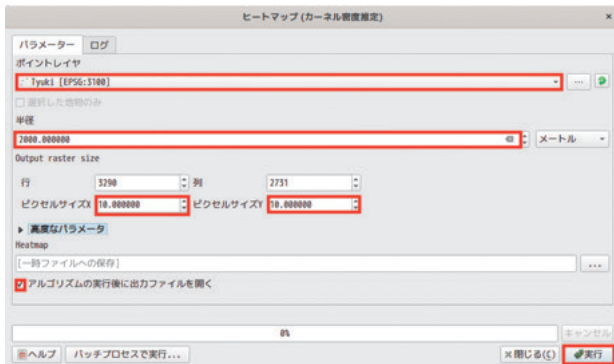 ヒートマップ (カーネル密度推定)
×
パラメーター ログ
ポイントレイヤ
Tyuki [EPSG:3100]
...
選択した地物のみ
半径
2000.000000 メートル
Output raster size
行 3290 列 2731
ピクセルサイズX 10.000000 ピクセルサイズY 10.000000
高度なパラメータ
Heatmap
[一時ファイルへの保存] ...
アルゴリズムの実行後に出力ファイルを開く
0% キャンセル
ヘルプ バッチプロセスで実行... ×閉じる(C) 実行